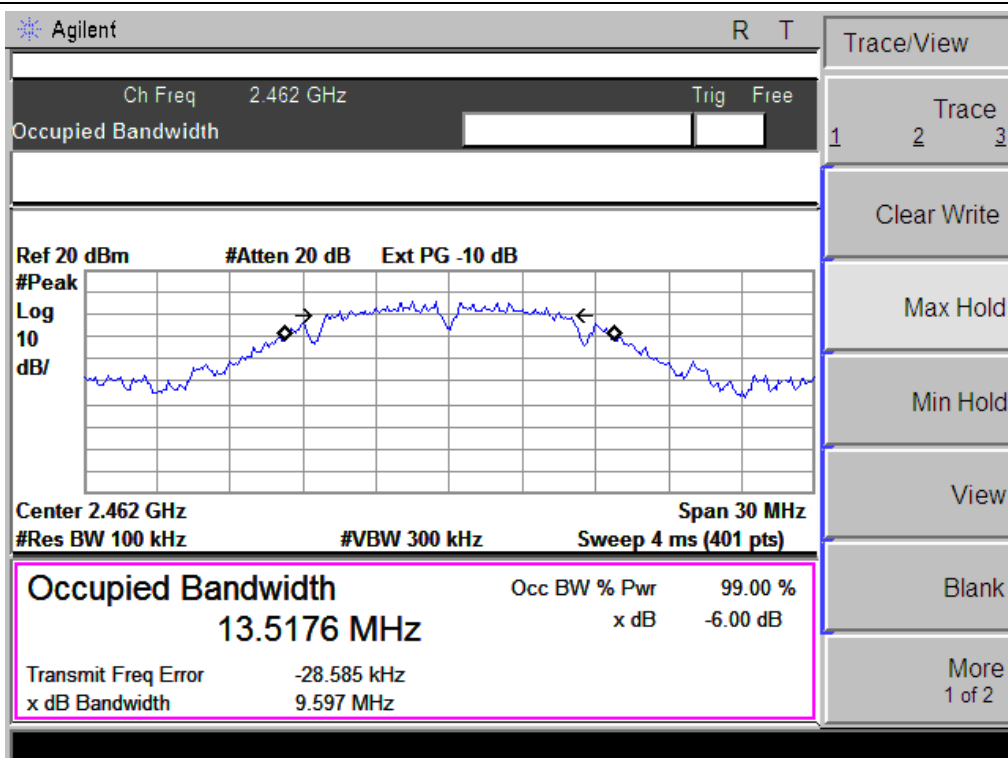 Agilent R T
Ch Freq 2.462 GHz Trig Free
Occupied Bandwidth
Ref 20 dBm #Atten 20 dB Ext PG -10 dB
#Peak
Log
10
dB/
Center 2.462 GHz Span 30 MHz
#Res BW 100 kHz #VBW 300 kHz Sweep 4 ms (401 pts)
Occupied Bandwidth Occ BW % Pwr 99.00 %
13.5176 MHz x dB -6.00 dB
Transmit Freq Error -28.585 kHz
x dB Bandwidth 9.597 MHz
Trace/View
Trace
1 2 3
Clear Write
Max Hold
Min Hold
View
Blank
More
1 of 2